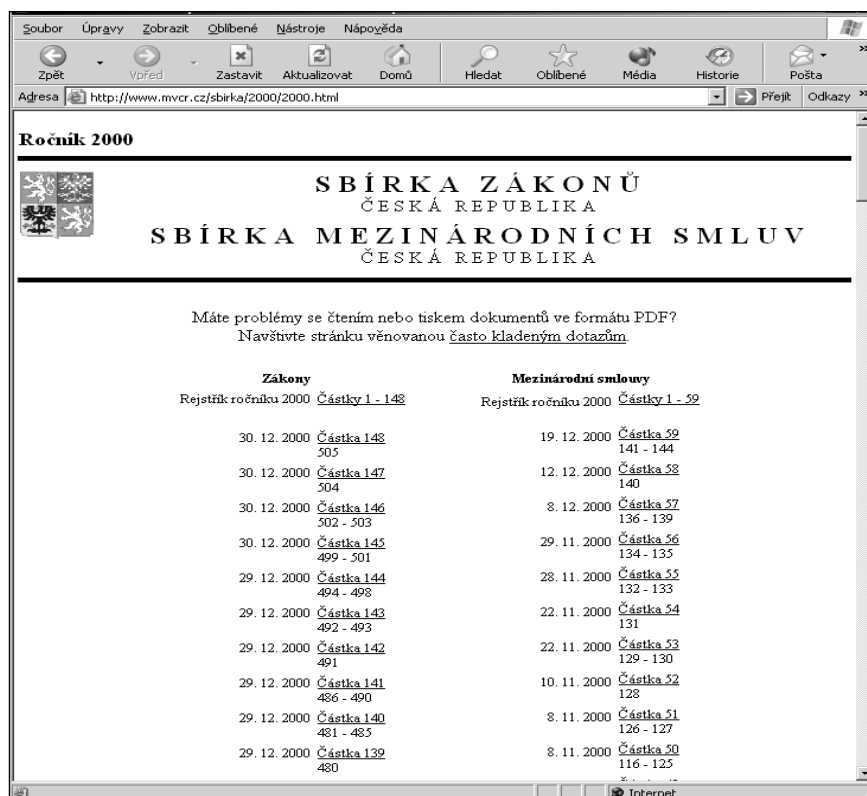 Soubor Úpravy Zobrazit Oblíbené Nástroje Nápověda
Zpět Vpřed Zastavit Aktualizovat Domů Hledat Oblíbené Média Historie Pošta »
Adresa http://www.mvcr.cz/sbirka/2000/2000.html Přejít Odkazy »
Ročník 2000
SBÍRKA ZÁKONŮ
ČESKÁ REPUBLIKA
SBÍRKA MEZINÁRODNÍCH SMLUV
ČESKÁ REPUBLIKA
Máte problémy se čtením nebo tiskem dokumentů ve formátu PDF?
Navštivte stránku věnovanou často kladeným dotazům.
Zákony
Rejstřík ročníku 2000 Částky 1 - 148
30. 12. 2000 Částka 148
505
30. 12. 2000 Částka 147
504
30. 12. 2000 Částka 146
502 - 503
30. 12. 2000 Částka 145
499 - 501
29. 12. 2000 Částka 144
494 - 498
29. 12. 2000 Částka 143
492 - 493
29. 12. 2000 Částka 142
491
29. 12. 2000 Částka 141
486 - 490
29. 12. 2000 Částka 140
481 - 485
29. 12. 2000 Částka 139
480
Mezinárodní smlouvy
Rejstřík ročníku 2000 Částky 1 - 59
19. 12. 2000 Částka 59
141 - 144
12. 12. 2000 Částka 58
140
8. 12. 2000 Částka 57
136 - 139
29. 11. 2000 Částka 56
134 - 135
28. 11. 2000 Částka 55
132 - 133
22. 11. 2000 Částka 54
131
22. 11. 2000 Částka 53
129 - 130
10. 11. 2000 Částka 52
128
8. 11. 2000 Částka 51
126 - 127
8. 11. 2000 Částka 50
116 - 125
Internet